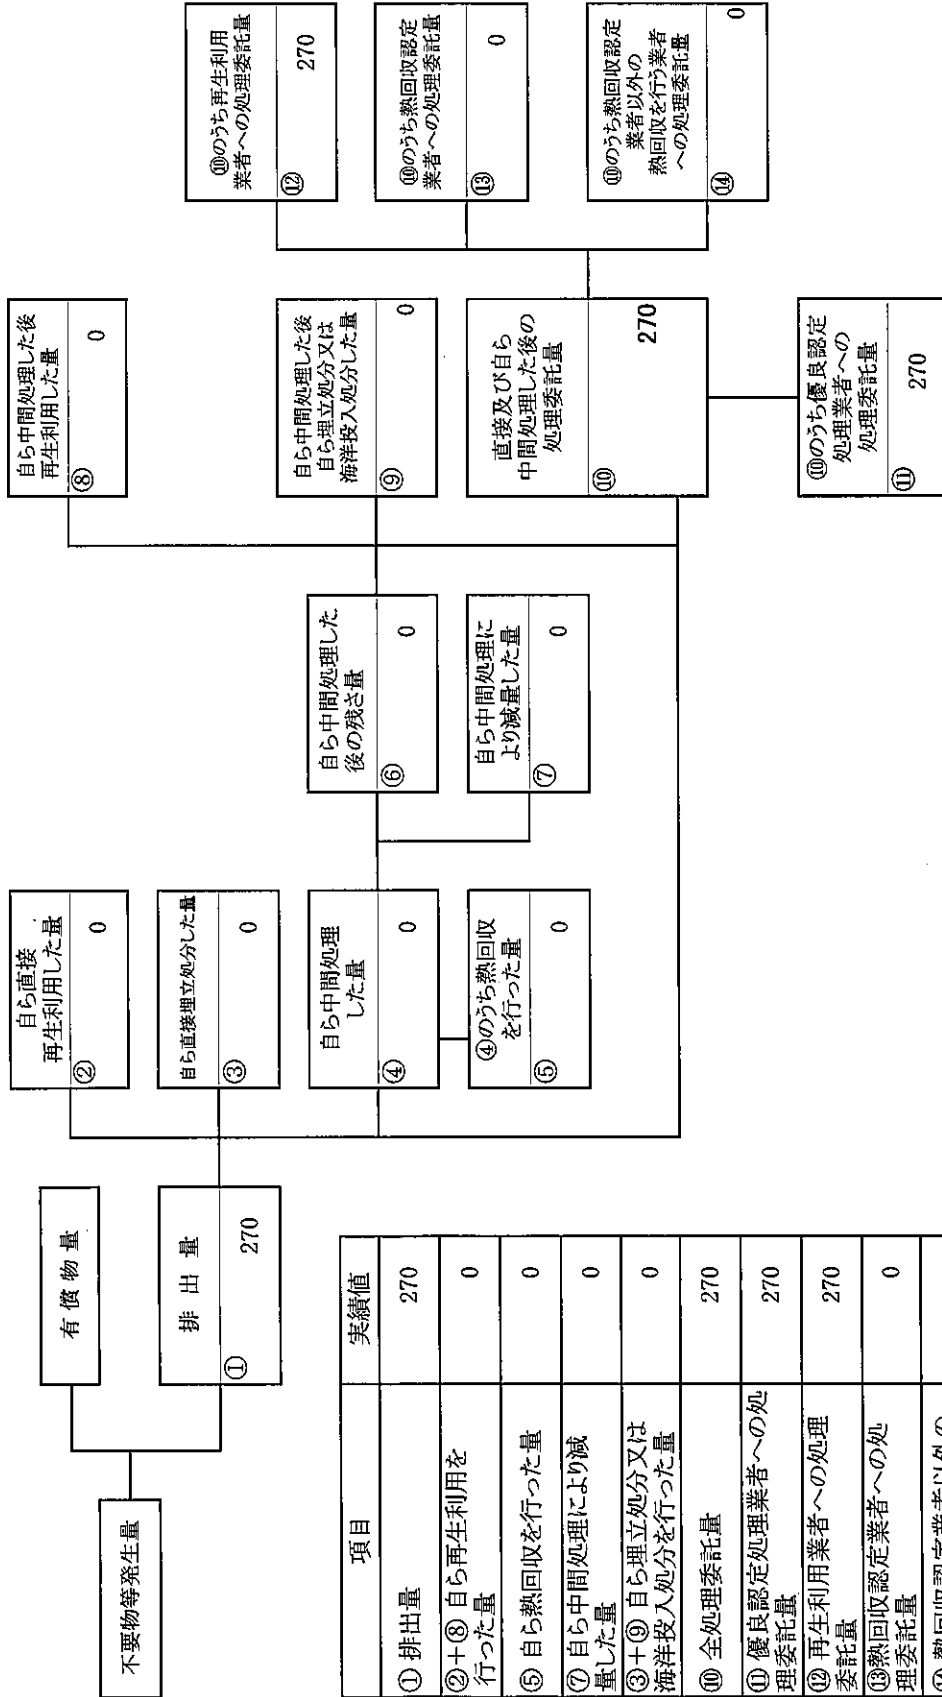 不要物等発生量
有償物量
排出量
①
270
自ら直接
再生利用した量
②
0
自ら直接埋立処分した量
③
0
自ら中間処理
した量
④
0
④のうち熱回収
を行った量
⑤
0
自ら中間処理した
後の残さ量
⑥
0
自ら中間処理に
より減量した量
⑦
0
自ら中間処理した後
再生利用した量
⑧
0
自ら中間処理した後
自ら埋立処分又は
海洋投入処分した量
⑨
0
直接及び自ら
中間処理した後の
処理委託量
⑩
270
⑩のうち優良認定
処理業者への
処理委託量
⑪
270
⑩のうち再生利用
業者への処理委託量
⑫
270
⑩のうち熱回収認定
業者への処理委託量
⑬
0
⑩のうち熱回収認定
業者以外の
熱回収を行う業者
への処理委託量
⑭
0
項目 実績値
①排出量 270
②+⑧ 自ら再生利用を
行った量 0
⑤ 自ら熱回収を行った量 0
⑦ 自ら中間処理により減
量した量 0
③+⑨ 自ら埋立処分又は
海洋投入処分を行った量 0
⑩ 全処理委託量 270
⑪ 優良認定処理業者への処
理委託量 270
⑫ 再生利用業者への処理
委託量 270
⑬熱回収認定業者への処
理委託量 0
⑭ 熱回収認定業者以外の